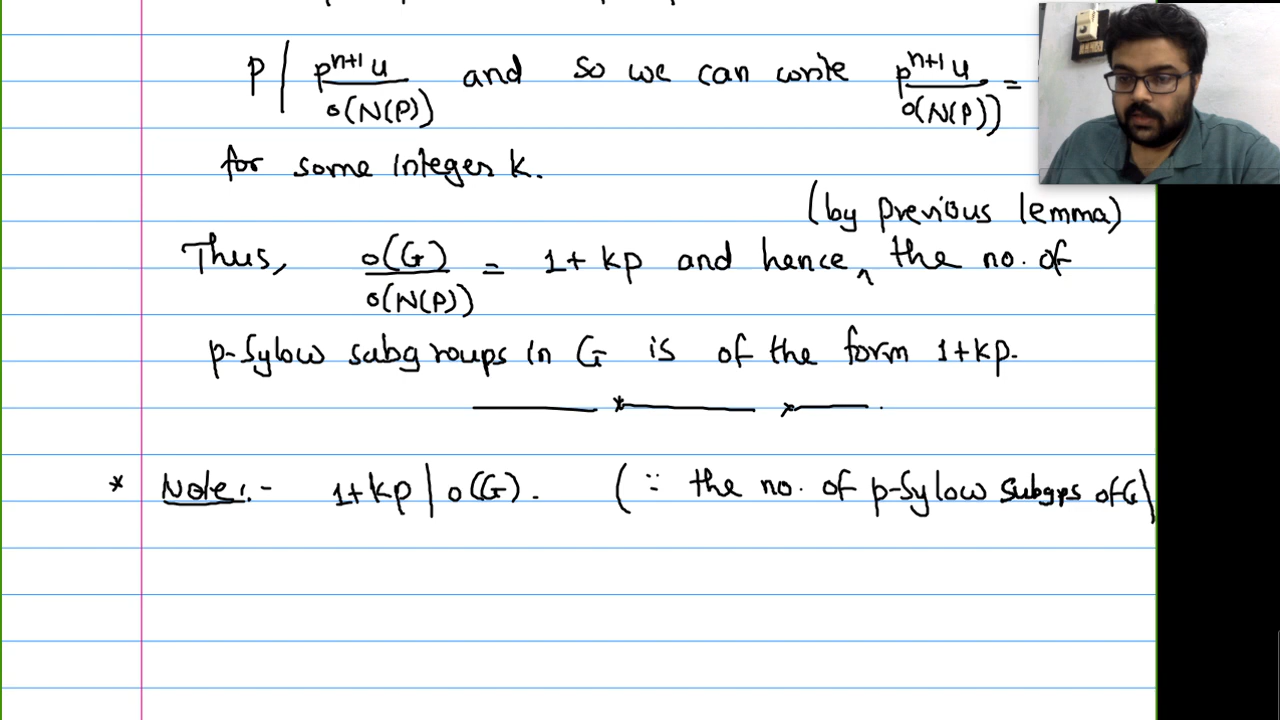 p | p^{n+1} u / o(N(P)) and so we can write p^{n+1} u / o(N(P)) =
for some integer k.
(by previous lemma)
Thus, o(G) / o(N(P)) = 1 + kp and hence ^ the no. of
p-Sylow subgroups in G is of the form 1+kp.
* Note:- 1+kp | o(G). (∵ the no. of p-Sylow Subgps of G)